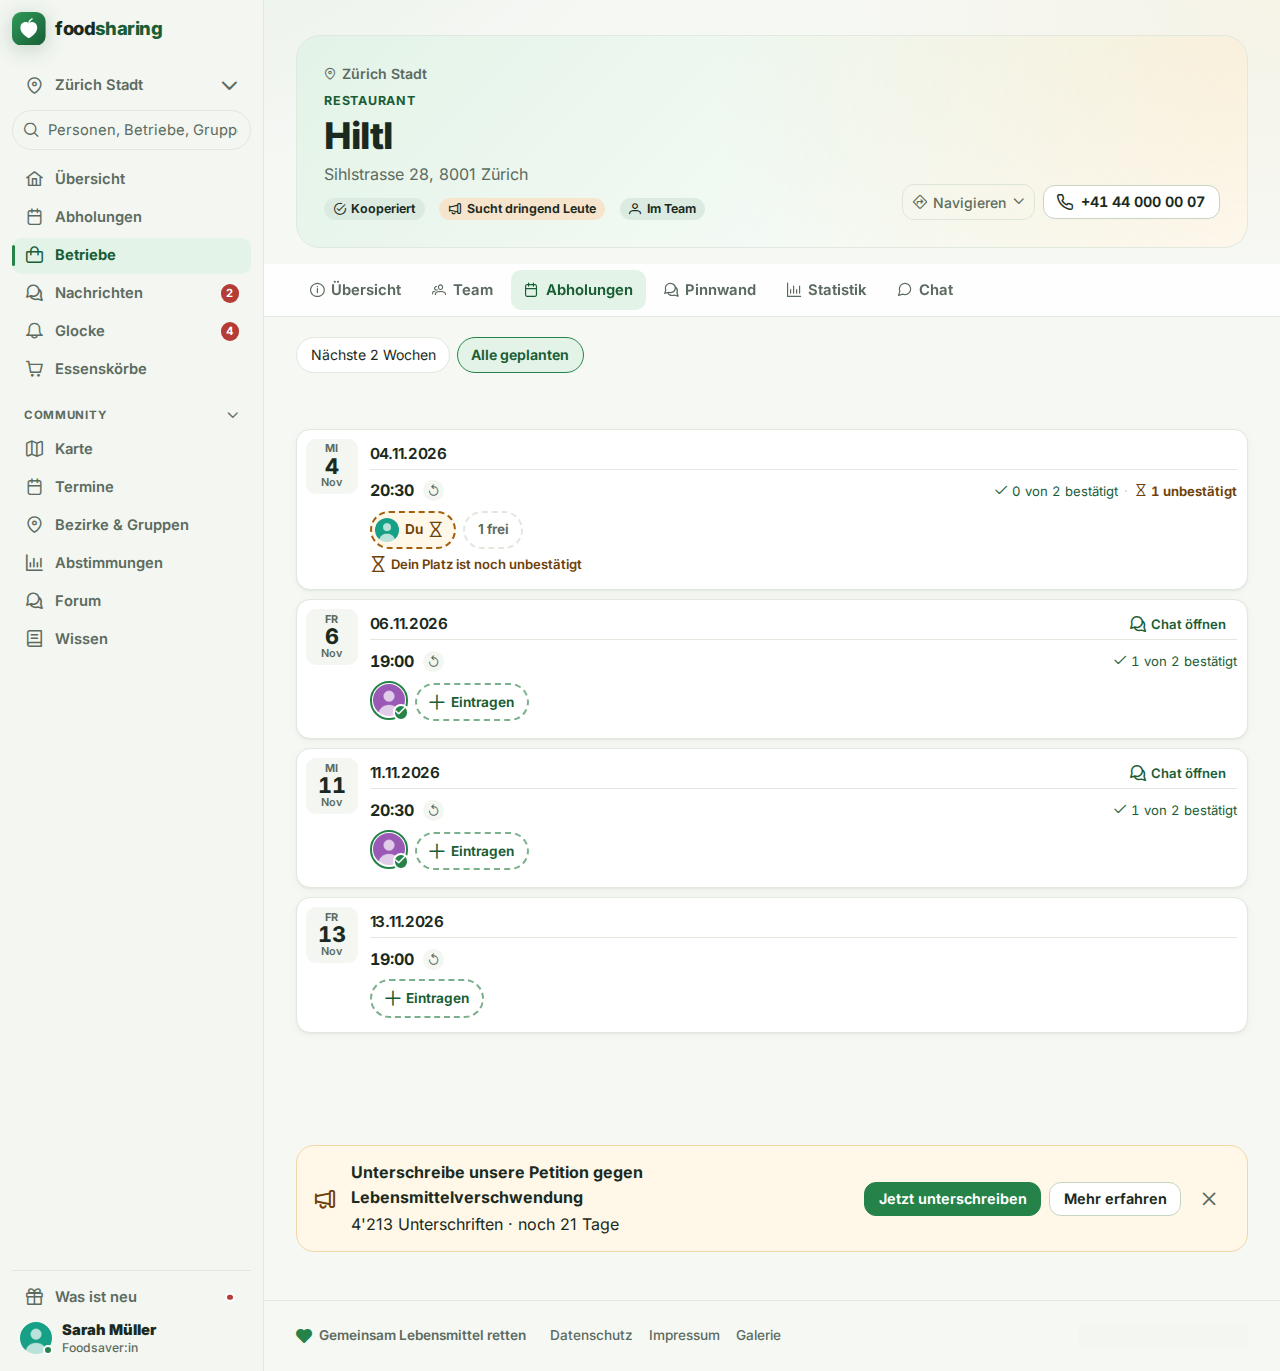 foodsharing
Zürich Stadt
Personen, Betriebe, Grupp
Übersicht
Abholungen
Betriebe
Nachrichten 2
Glocke 4
Essenskörbe
COMMUNITY
Karte
Termine
Bezirke & Gruppen
Abstimmungen
Forum
Wissen
Was ist neu
Sarah Müller
Foodsaver:in
Zürich Stadt
RESTAURANT
Hiltl
Sihlstrasse 28, 8001 Zürich
Kooperiert Sucht dringend Leute Im Team
Navigieren +41 44 000 00 07
Übersicht Team Abholungen Pinnwand Statistik Chat
Nächste 2 Wochen Alle geplanten
MI
4
Nov
04.11.2026
20:30 0 von 2 bestätigt · 1 unbestätigt
Du 1 frei
Dein Platz ist noch unbestätigt
FR
6
Nov
06.11.2026 Chat öffnen
19:00 1 von 2 bestätigt
Eintragen
MI
11
Nov
11.11.2026 Chat öffnen
20:30 1 von 2 bestätigt
Eintragen
FR
13
Nov
13.11.2026
19:00
Eintragen
Unterschreibe unsere Petition gegen
Lebensmittelverschwendung
4'213 Unterschriften · noch 21 Tage
Jetzt unterschreiben Mehr erfahren
Gemeinsam Lebensmittel retten Datenschutz Impressum Galerie